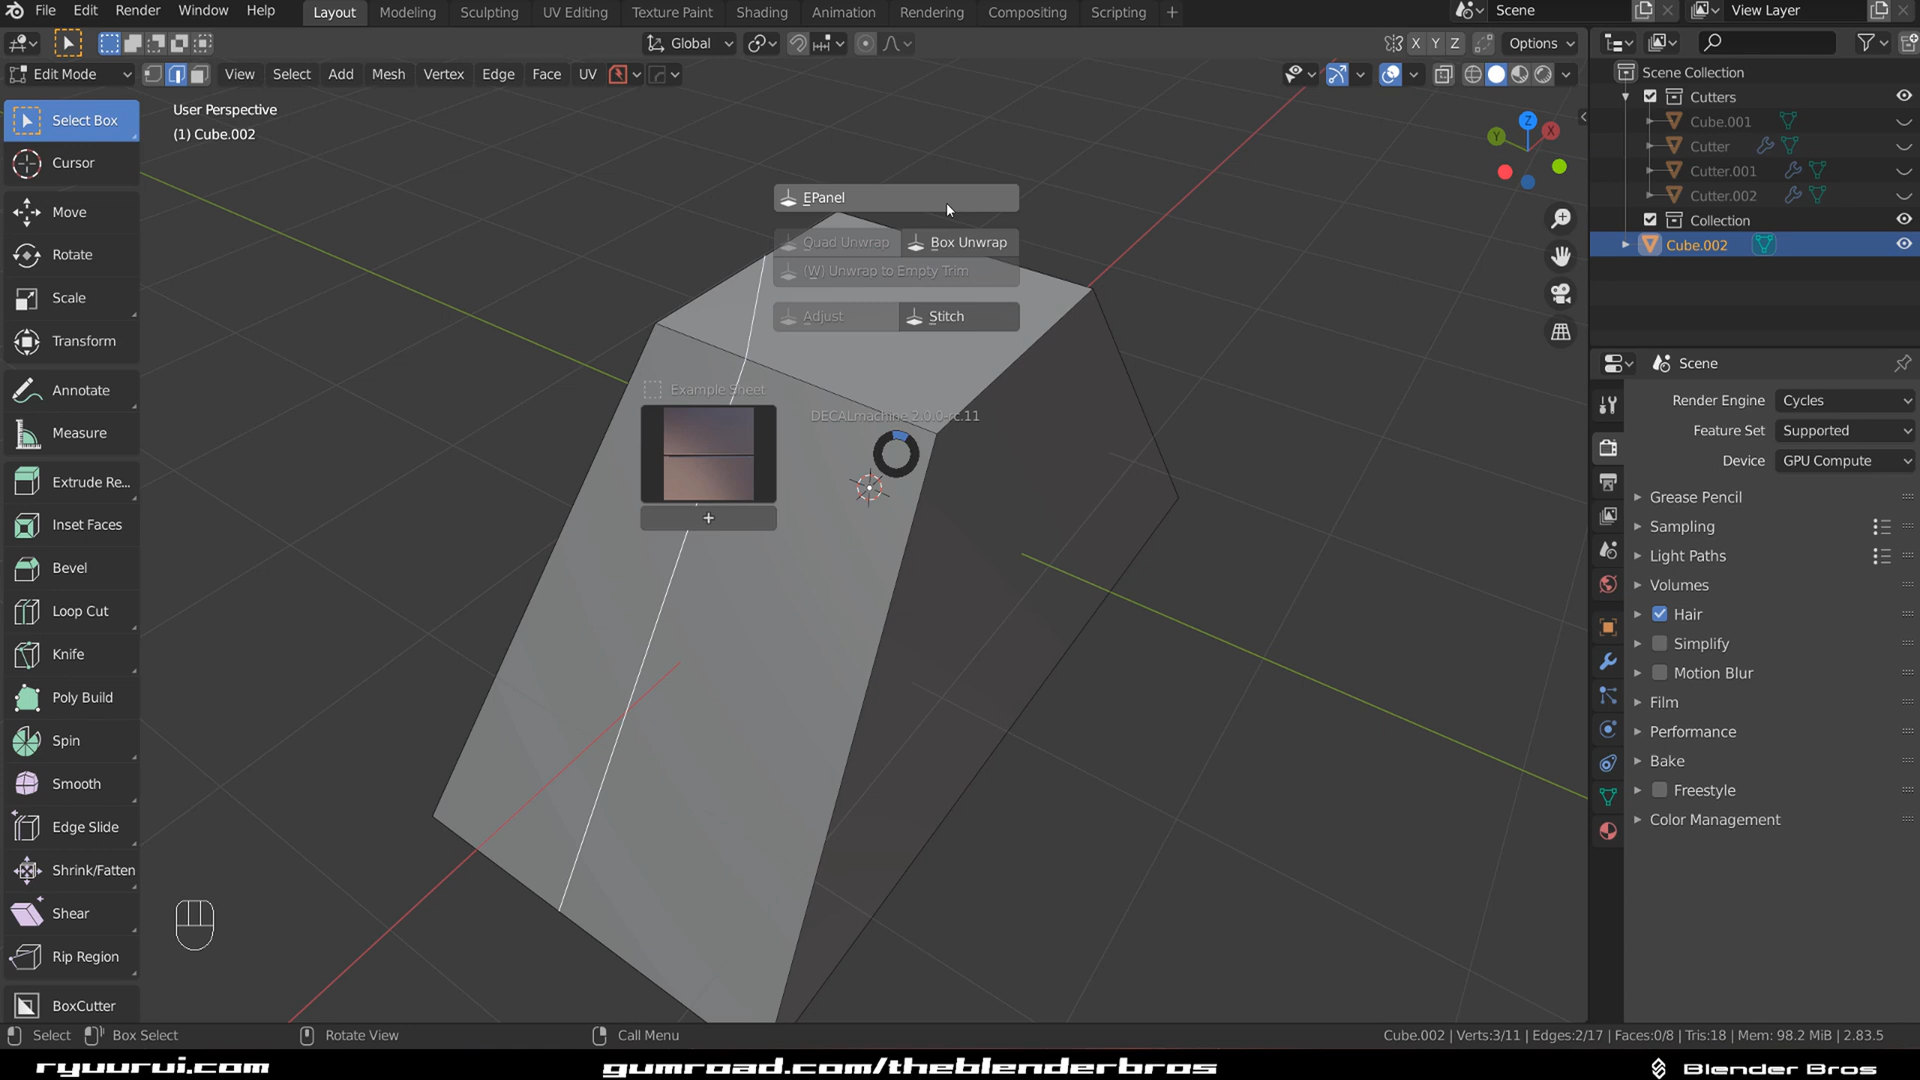 File Edit Render Window Help Layout Modeling Sculpting UV Editing Texture Paint Shading Animation Rendering Compositing Scripting + Scene View Layer
Global X Y Z Options
Edit Mode View Select Add Mesh Vertex Edge Face UV
User Perspective
(1) Cube.002
Select Box
Cursor
Move
Rotate
Scale
Transform
Annotate
Measure
Extrude Re...
Inset Faces
Bevel
Loop Cut
Knife
Poly Build
Spin
Smooth
Edge Slide
Shrink/Fatten
Shear
Rip Region
BoxCutter
EPanel
Quad Unwrap Box Unwrap
(W) Unwrap to Empty Trim
Adjust Stitch
Example Sheet
+
DECALmachine 2.0.0-rc.11
Z
Y
X
Scene Collection
Cutters
Cube.001
Cutter
Cutter.001
Cutter.002
Collection
Cube.002
Scene
Render Engine Cycles
Feature Set Supported
Device GPU Compute
Grease Pencil
Sampling
Light Paths
Volumes
Hair
Simplify
Motion Blur
Film
Performance
Bake
Freestyle
Color Management
Select Box Select Rotate View Call Menu Cube.002 | Verts:3/11 | Edges:2/17 | Faces:0/8 | Tris:18 | Mem: 98.2 MiB | 2.83.5
ryuurui.com gumroad.com/theblenderbros Blender Bros